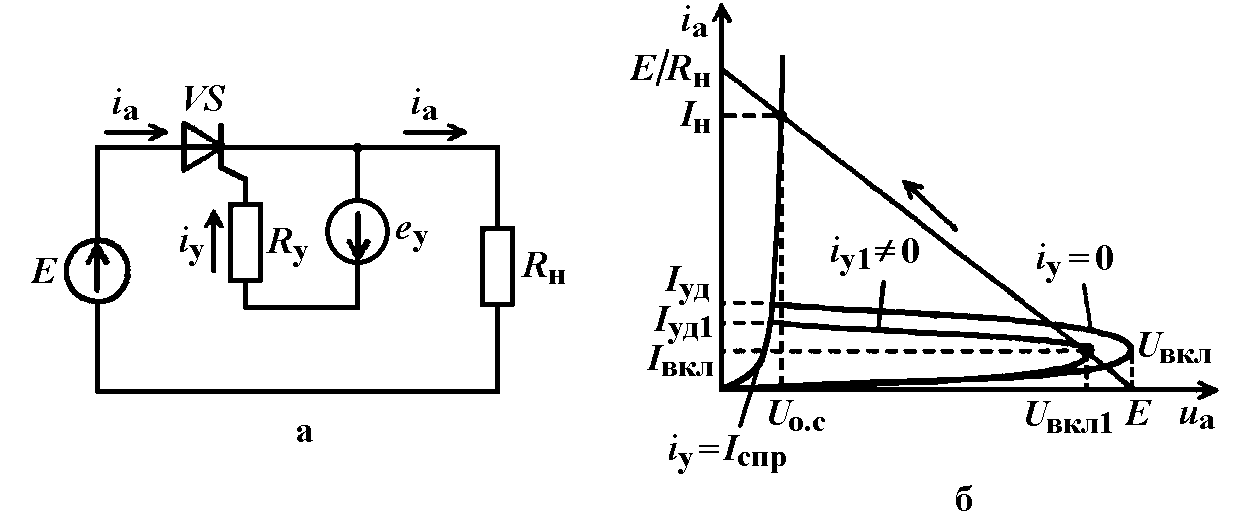 iа VS iа
E iу Rу eу Rн
а
iа
E/Rн
Iн
iу1≠0 iу=0
Iуд
Iуд1
Iвкл Uвкл
Uо.с Uвкл1 E uа
iу=Iспр
б